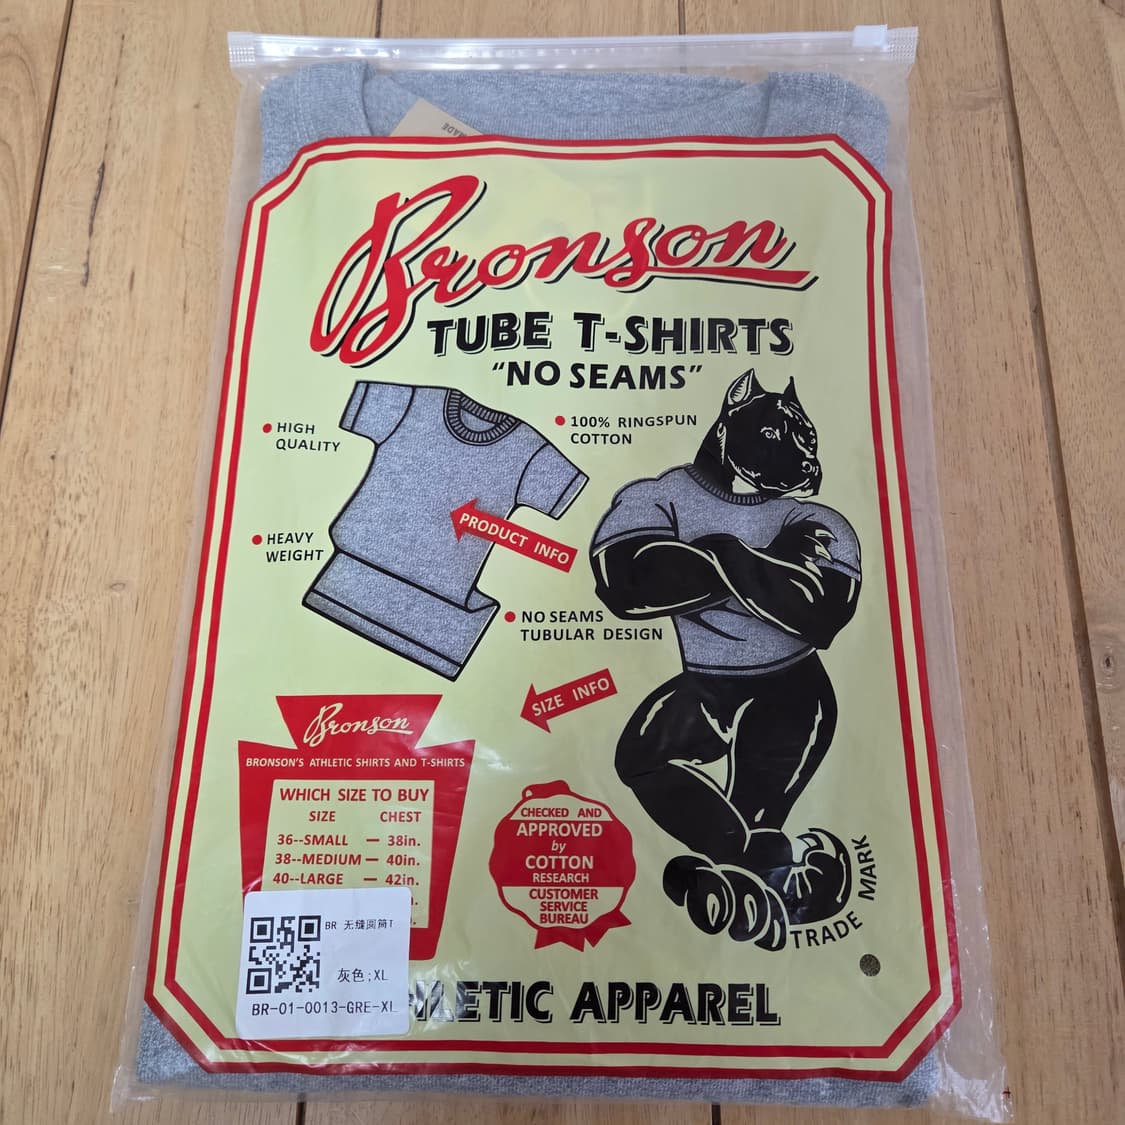 MADE
Bronson
TUBE T-SHIRTS
"NO SEAMS"
HIGH
QUALITY
100% RINGSPUN
COTTON
PRODUCT INFO
HEAVY
WEIGHT
NO SEAMS
TUBULAR DESIGN
SIZE INFO
Bronson
BRONSON'S ATHLETIC SHIRTS AND T-SHIRTS
WHICH SIZE TO BUY
SIZE CHEST
36--SMALL — 38in.
38--MEDIUM — 40in.
40--LARGE — 42in.
CHECKED AND
APPROVED
by
COTTON
RESEARCH
CUSTOMER
SERVICE
BUREAU
TRADE MARK
BR 无缝圆筒T
灰色;XL
BR-01-0013-GRE-XL
HLETIC APPAREL